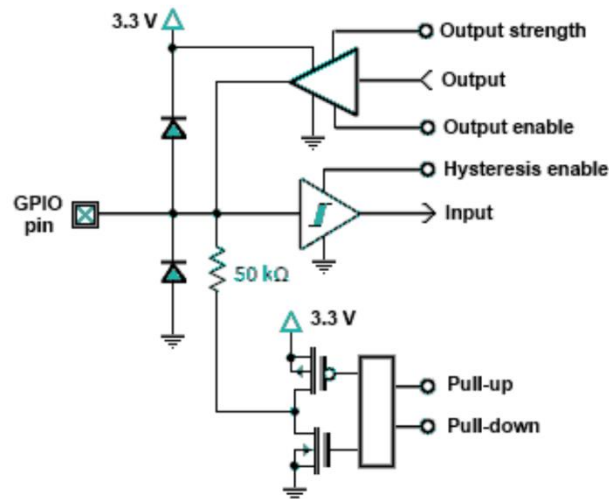 3.3 V
Output strength
Output
Output enable
Hysteresis enable
GPIO
pin
Input
50 kΩ
3.3 V
Pull-up
Pull-down